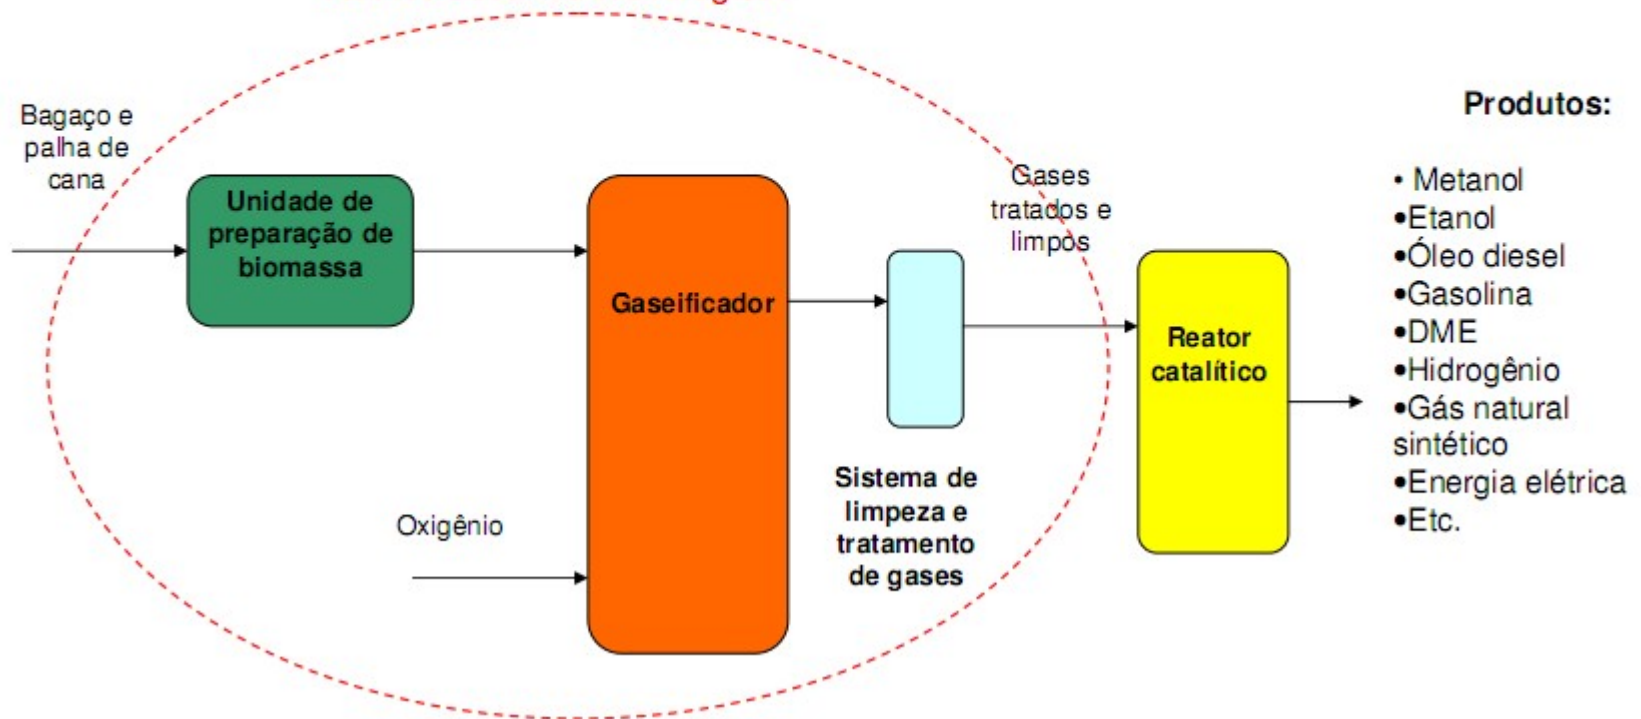 Bagaço e
palha de
cana
Unidade de
preparação de
biomassa
Gaseificador
Oxigênio
Sistema de
limpeza e
tratamento
de gases
Gases
tratados e
limpos
Reator
catalítico
Produtos:
• Metanol
•Etanol
•Óleo diesel
•Gasolina
•DME
•Hidrogênio
•Gás natural
sintético
•Energia elétrica
•Etc.